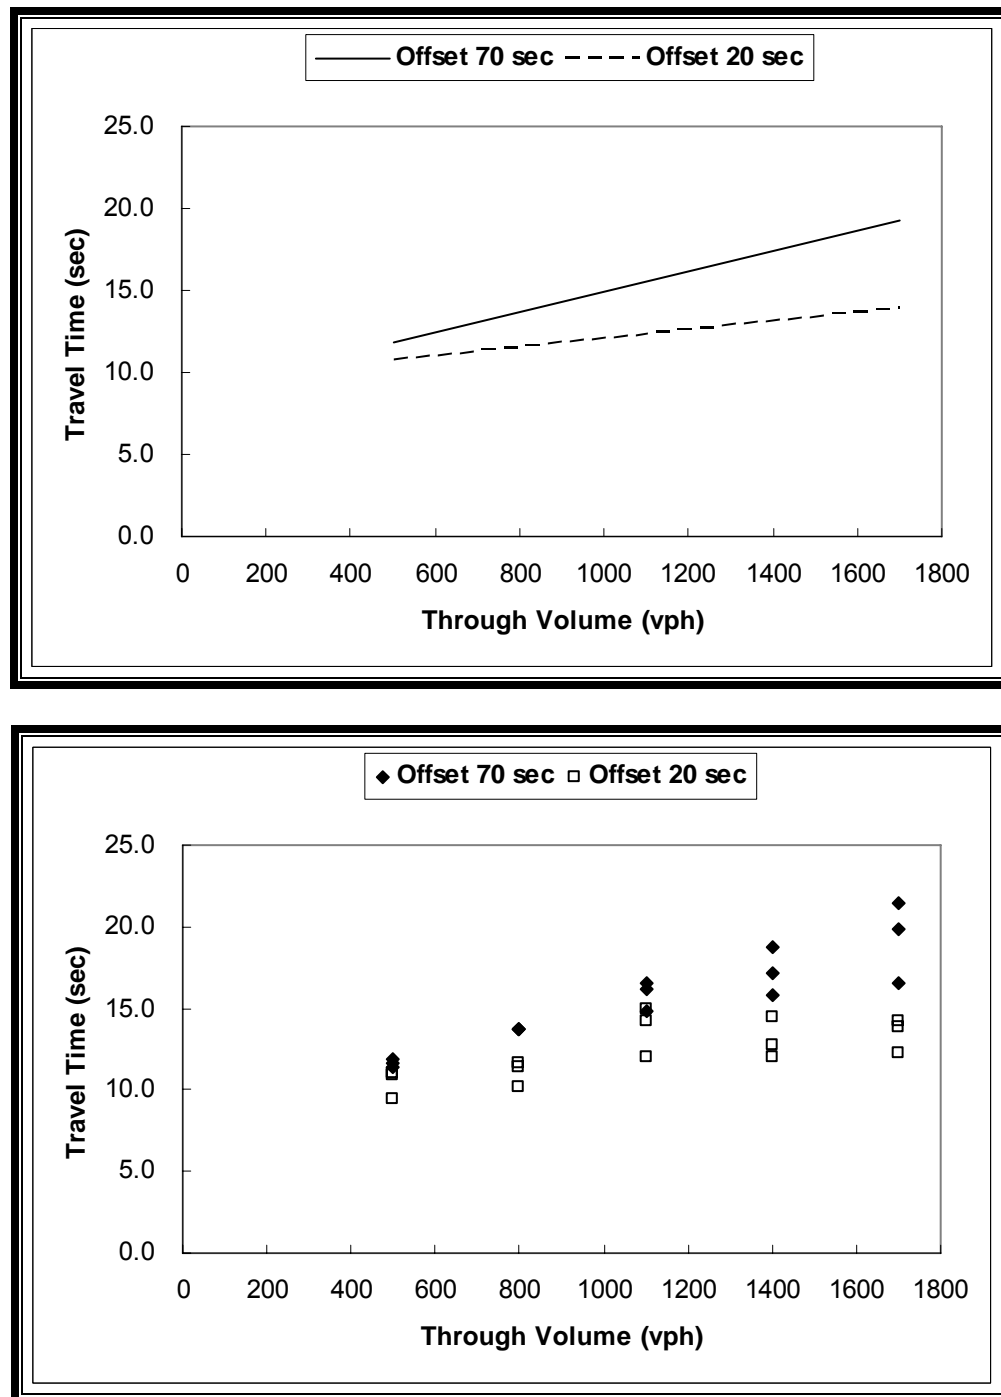 Offset 70 sec Offset 20 sec
25.0
20.0
15.0
10.0
5.0
0.0
Travel Time (sec)
0 200 400 600 800 1000 1200 1400 1600 1800
Through Volume (vph)
Offset 70 sec Offset 20 sec
25.0
20.0
15.0
10.0
5.0
0.0
Travel Time (sec)
0 200 400 600 800 1000 1200 1400 1600 1800
Through Volume (vph)